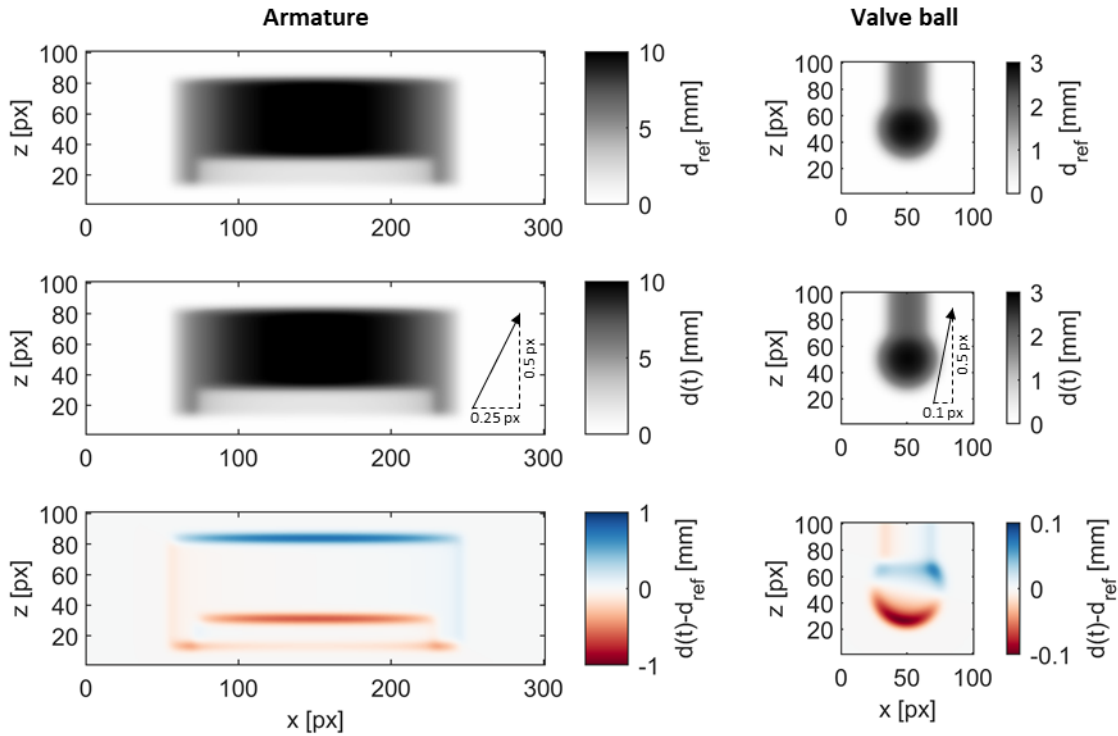 Armature
Valve ball
100
80
60
40
20
z [px]
0 100 200 300
10
5
0
d_ref [mm]
100
80
60
40
20
z [px]
0 50 100
3
2
1
0
d_ref [mm]
100
80
60
40
20
z [px]
0 100 200 300
0.5 px
0.25 px
10
5
0
d(t) [mm]
100
80
60
40
20
z [px]
0 50 100
0.5 px
0.1 px
3
2
1
0
d(t) [mm]
100
80
60
40
20
z [px]
0 100 200 300
x [px]
1
0
-1
d(t)-d_ref [mm]
100
80
60
40
20
z [px]
0 50 100
x [px]
0.1
0
-0.1
d(t)-d_ref [mm]